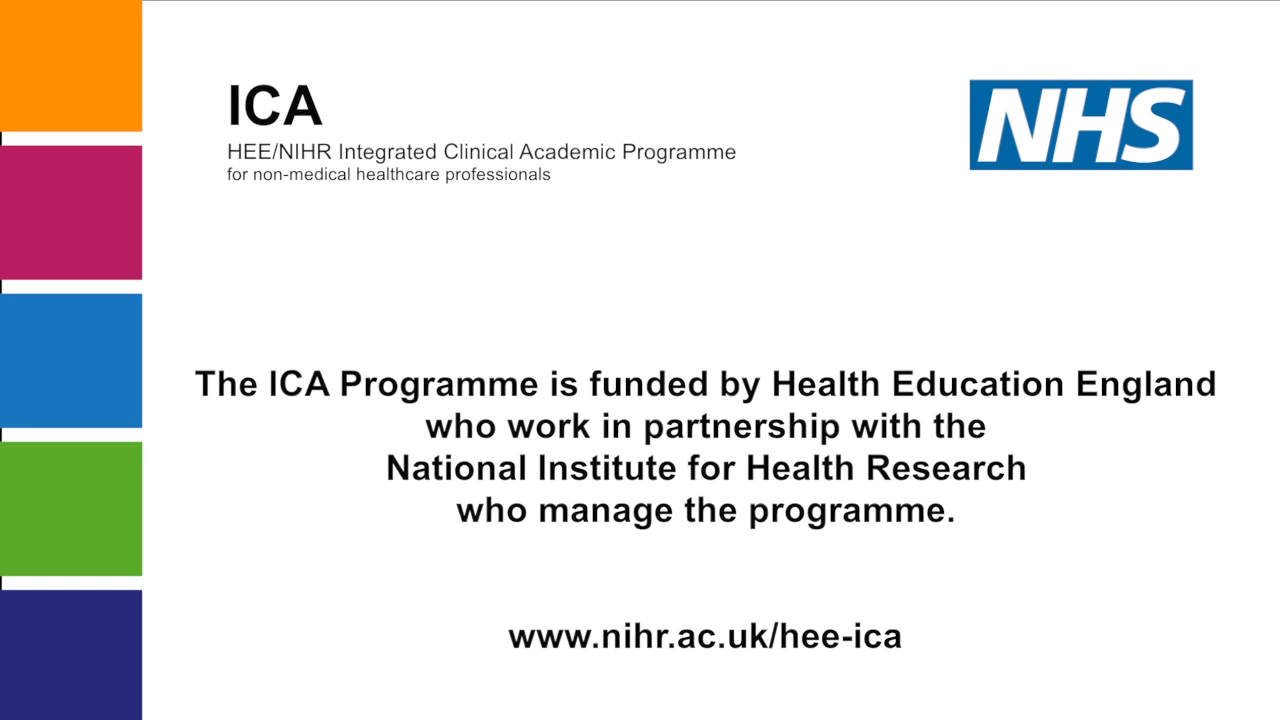 ICA
NHS
HEE/NIHR Integrated Clinical Academic Programme
for non-medical healthcare professionals
The ICA Programme is funded by Health Education England
who work in partnership with the
National Institute for Health Research
who manage the programme.
www.nihr.ac.uk/hee-ica